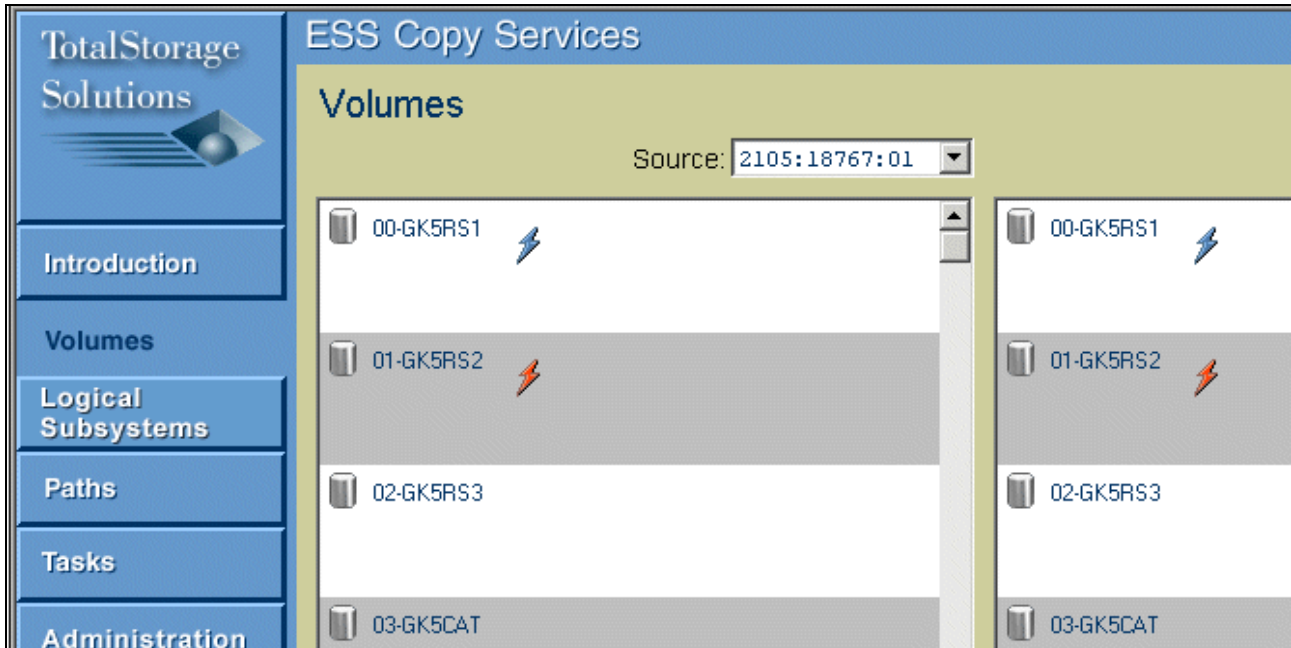 TotalStorage
Solutions
ESS Copy Services
Volumes
Source: 2105:18767:01
Introduction
Volumes
Logical
Subsystems
Paths
Tasks
Administration
00-GK5RS1
01-GK5RS2
02-GK5RS3
03-GK5CAT
00-GK5RS1
01-GK5RS2
02-GK5RS3
03-GK5CAT